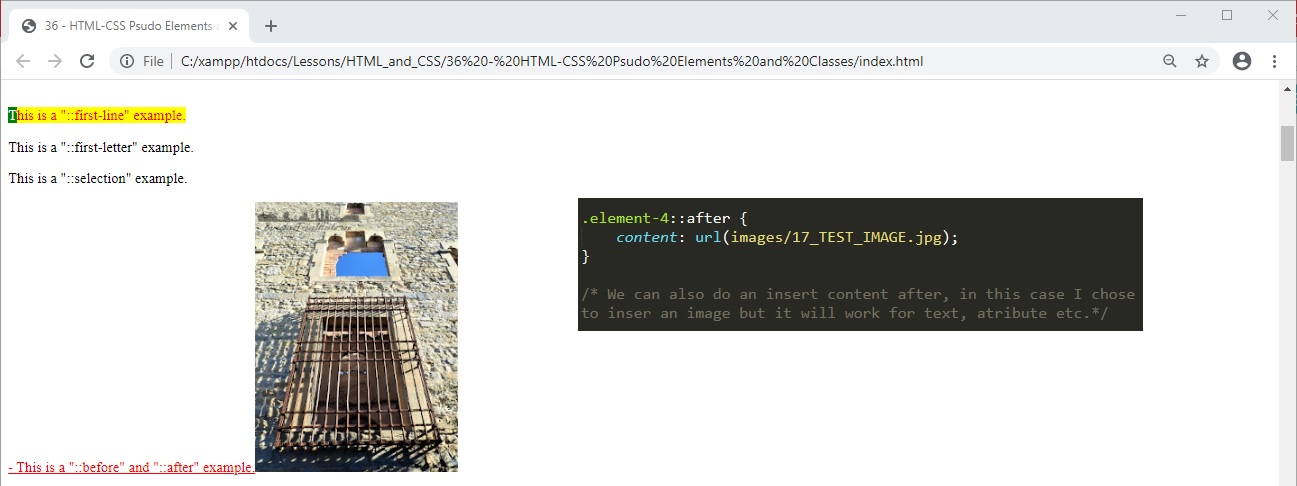 36 - HTML-CSS Psudo Elements
File
C:/xampp/htdocs/Lessons/HTML_and_CSS/36%20-%20HTML-CSS%20Psudo%20Elements%20and%20Classes/index.html
This is a "::first-line" example.
This is a "::first-letter" example.
This is a "::selection" example.
.element-4::after {
content: url(images/17_TEST_IMAGE.jpg);
}
/* We can also do an insert content after, in this case I chose
to inser an image but it will work for text, atribute etc.*/
- This is a "::before" and "::after" example.